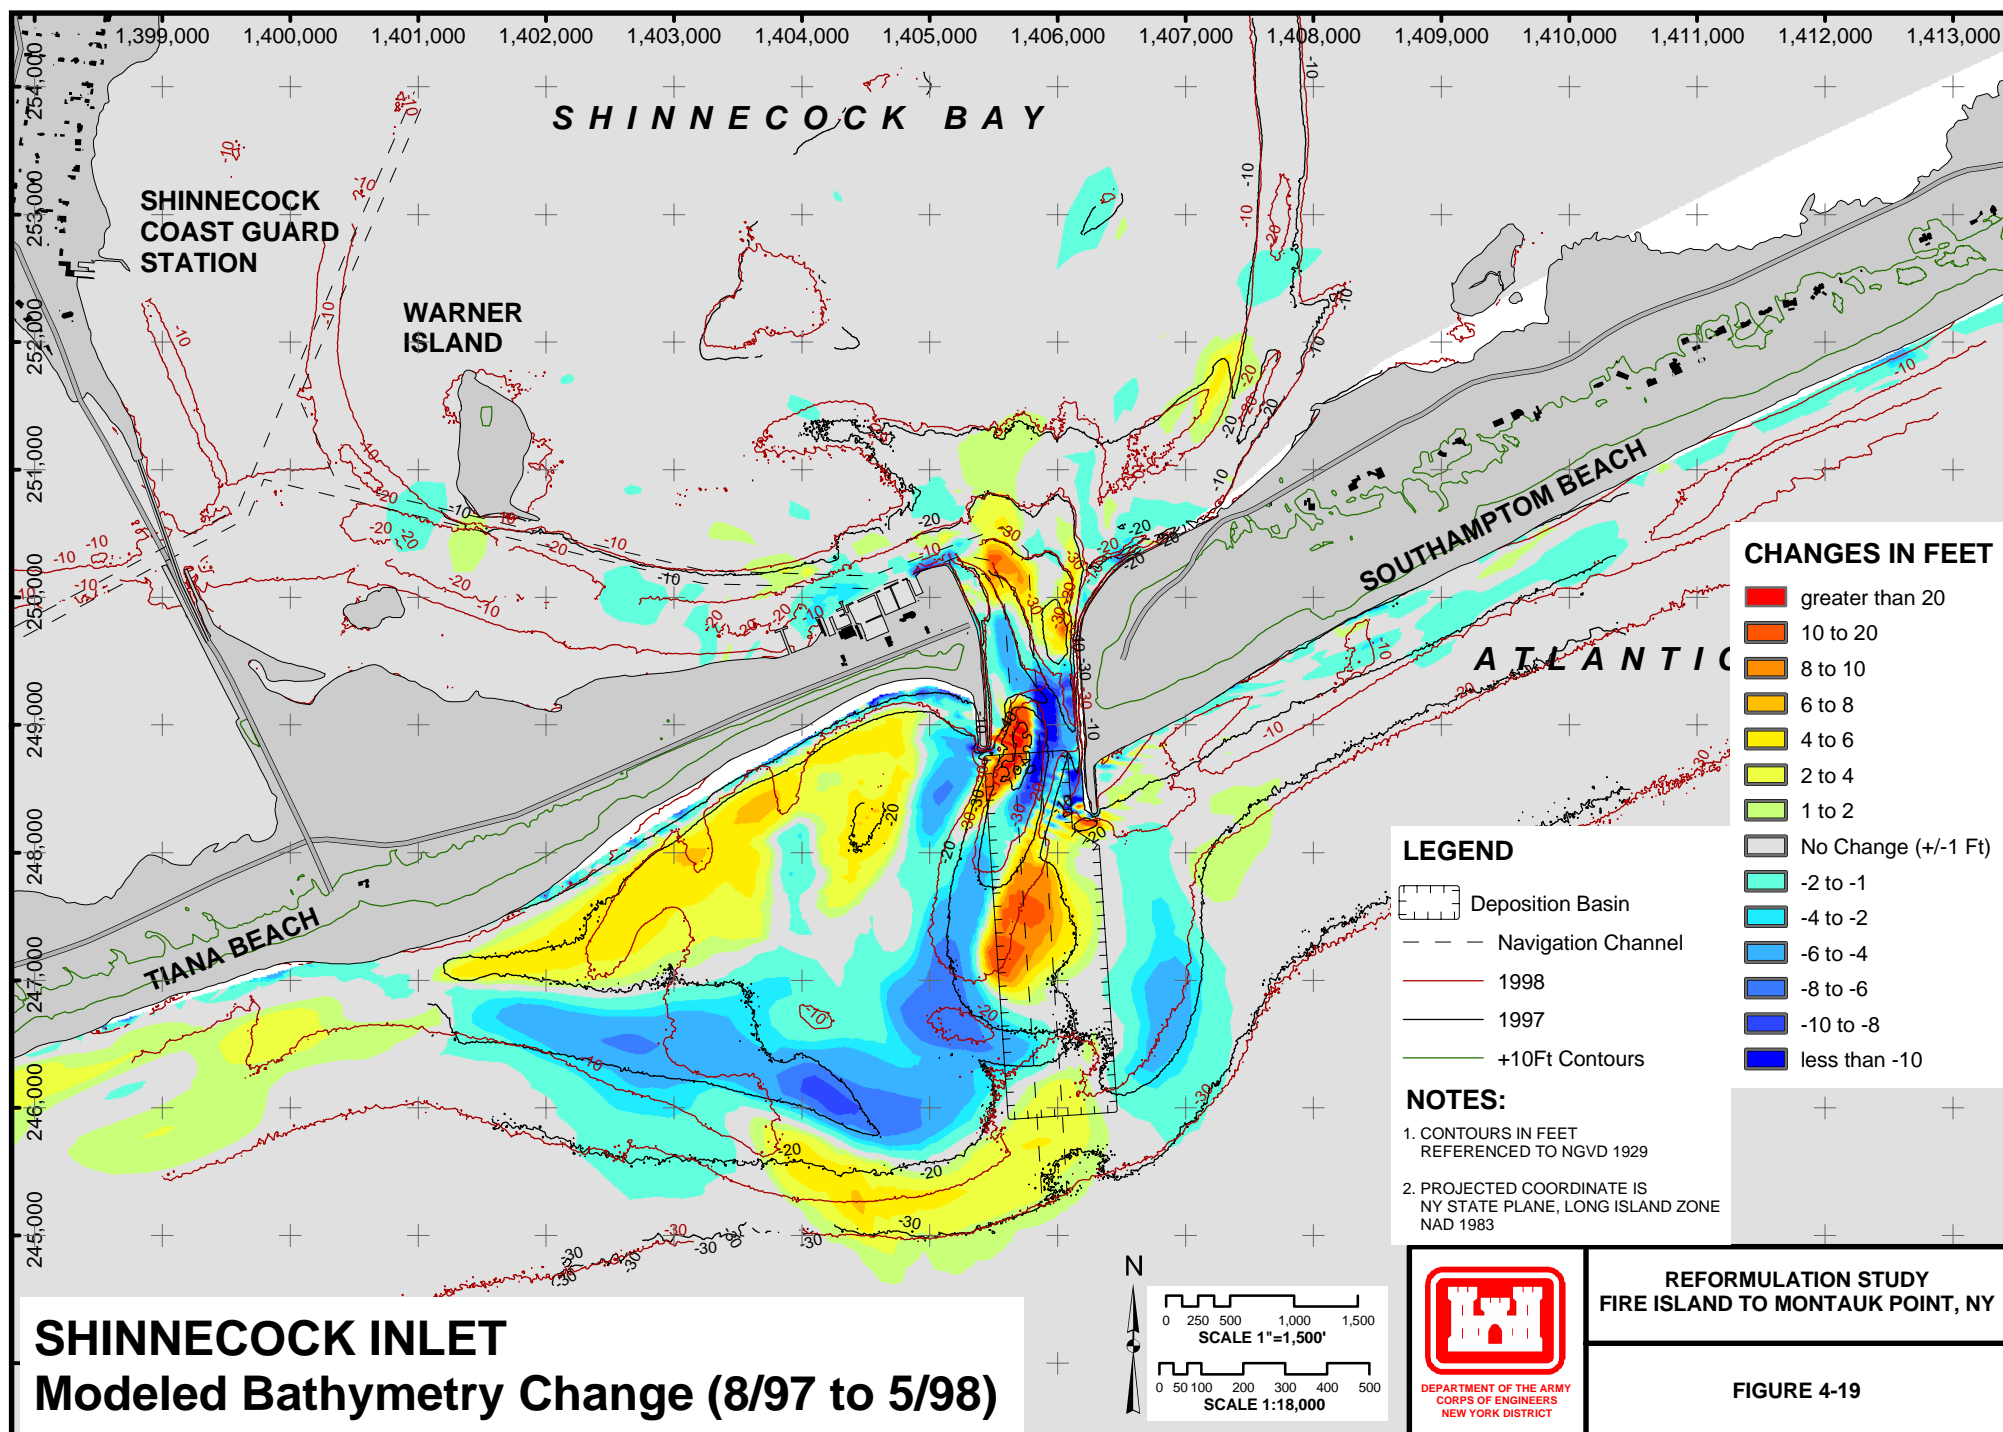 1,399,000 1,400,000 1,401,000 1,402,000 1,403,000 1,404,000 1,405,000 1,406,000 1,407,000 1,408,000 1,409,000 1,410,000 1,411,000 1,412,000 1,413,000
254,000
253,000
252,000
251,000
250,000
249,000
248,000
247,000
246,000
245,000
SHINNECOCK BAY
SHINNECOCK
COAST GUARD
STATION
WARNER
ISLAND
SOUTHAMPTOM BEACH
ATLANTIC
TIANA BEACH
CHANGES IN FEET
greater than 20
10 to 20
8 to 10
6 to 8
4 to 6
2 to 4
1 to 2
No Change (+/-1 Ft)
-2 to -1
-4 to -2
-6 to -4
-8 to -6
-10 to -8
less than -10
LEGEND
Deposition Basin
Navigation Channel
1998
1997
+10Ft Contours
NOTES:
1. CONTOURS IN FEET
REFERENCED TO NGVD 1929
2. PROJECTED COORDINATE IS
NY STATE PLANE, LONG ISLAND ZONE
NAD 1983
N
0 250 500 1,000 1,500
SCALE 1"=1,500'
0 50 100 200 300 400 500
SCALE 1:18,000
DEPARTMENT OF THE ARMY
CORPS OF ENGINEERS
NEW YORK DISTRICT
REFORMULATION STUDY
FIRE ISLAND TO MONTAUK POINT, NY
FIGURE 4-19
SHINNECOCK INLET
Modeled Bathymetry Change (8/97 to 5/98)